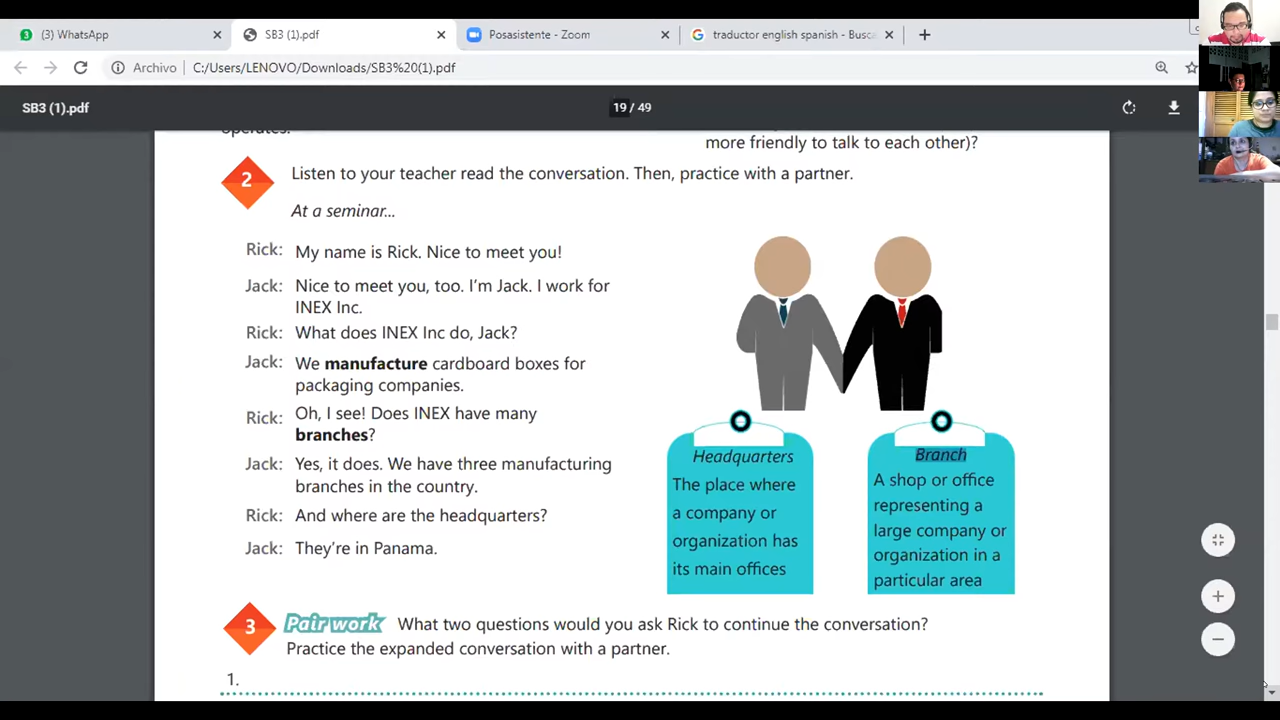 (3) WhatsApp
SB3 (1).pdf
Posasistente - Zoom
traductor english spanish - Busca
Archivo
C:/Users/LENOVO/Downloads/SB3%20(1).pdf
SB3 (1).pdf
19 / 49
operates.
more friendly to talk to each other)?
2
Listen to your teacher read the conversation. Then, practice with a partner.
At a seminar...
Rick: My name is Rick. Nice to meet you!
Jack: Nice to meet you, too. I'm Jack. I work for
INEX Inc.
Rick: What does INEX Inc do, Jack?
Jack: We manufacture cardboard boxes for
packaging companies.
Rick: Oh, I see! Does INEX have many
branches?
Jack: Yes, it does. We have three manufacturing
branches in the country.
Rick: And where are the headquarters?
Jack: They're in Panama.
Headquarters
The place where
a company or
organization has
its main offices
Branch
A shop or office
representing a
large company or
organization in a
particular area
3
Pair work What two questions would you ask Rick to continue the conversation?
Practice the expanded conversation with a partner.
1.